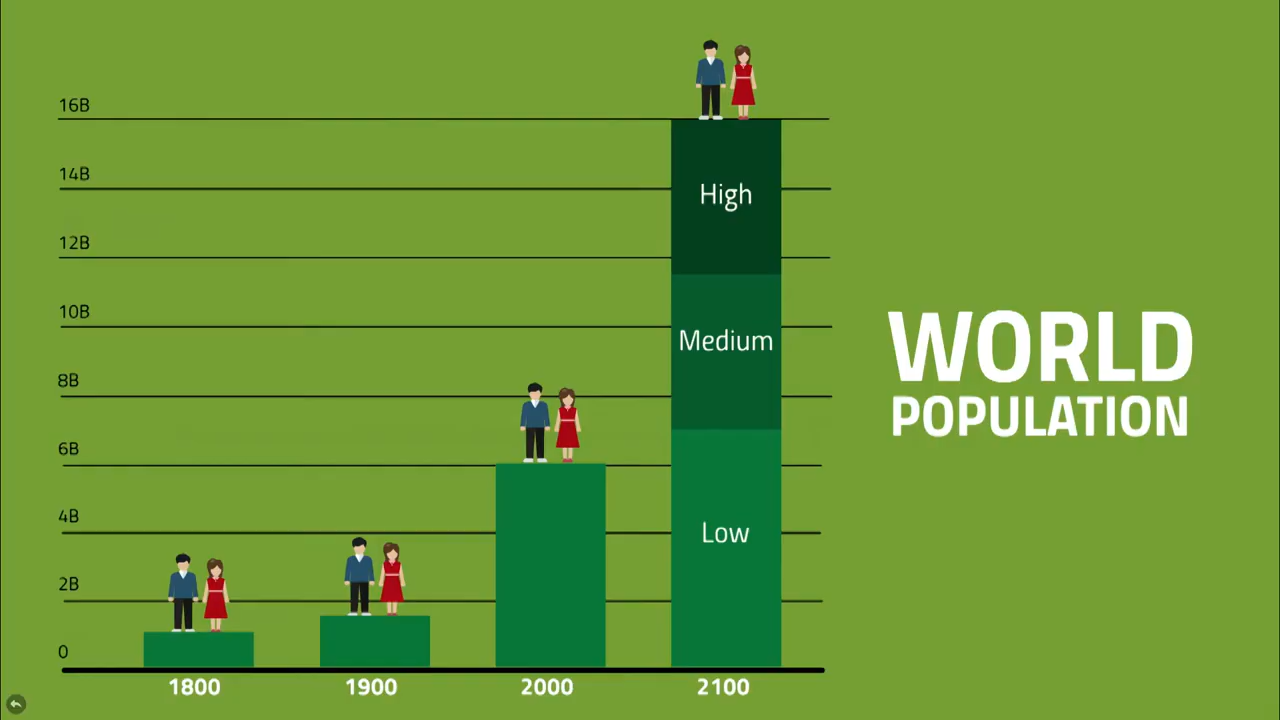 16B
14B
High
12B
10B
Medium
WORLD
POPULATION
8B
6B
4B
Low
2B
0
1800 1900 2000 2100